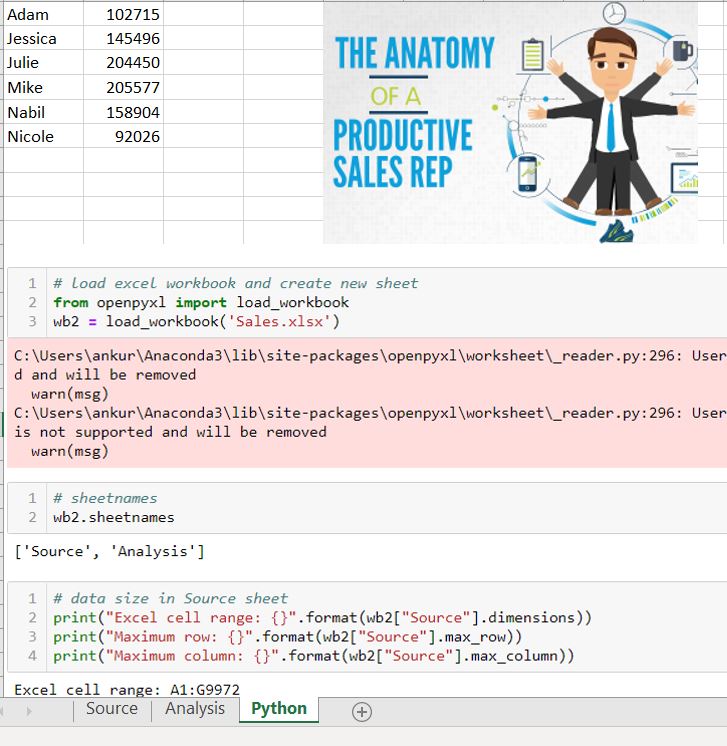 Adam 102715
Jessica 145496
Julie 204450
Mike 205577
Nabil 158904
Nicole 92026
THE ANATOMY
OF A
PRODUCTIVE
SALES REP
1 # load excel workbook and create new sheet
2 from openpyxl import load_workbook
3 wb2 = load_workbook('Sales.xlsx')
C:\Users\ankur\Anaconda3\lib\site-packages\openpyxl\worksheet\_reader.py:296: User
d and will be removed
warn(msg)
C:\Users\ankur\Anaconda3\lib\site-packages\openpyxl\worksheet\_reader.py:296: User
is not supported and will be removed
warn(msg)
1 # sheetnames
2 wb2.sheetnames
['Source', 'Analysis']
1 # data size in Source sheet
2 print("Excel cell range: {}".format(wb2["Source"].dimensions))
3 print("Maximum row: {}".format(wb2["Source"].max_row))
4 print("Maximum column: {}".format(wb2["Source"].max_column))
Excel cell range: A1:G9972
Source Analysis Python